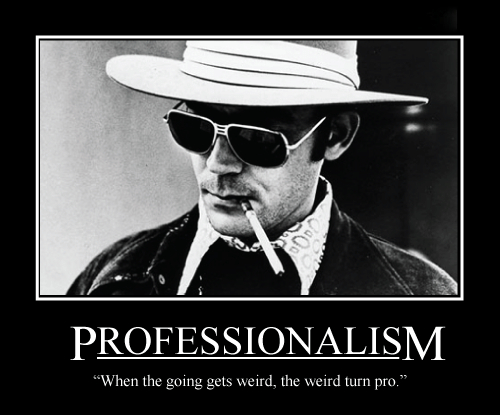 PROFESSIONALISM
“When the going gets weird, the weird turn pro.”